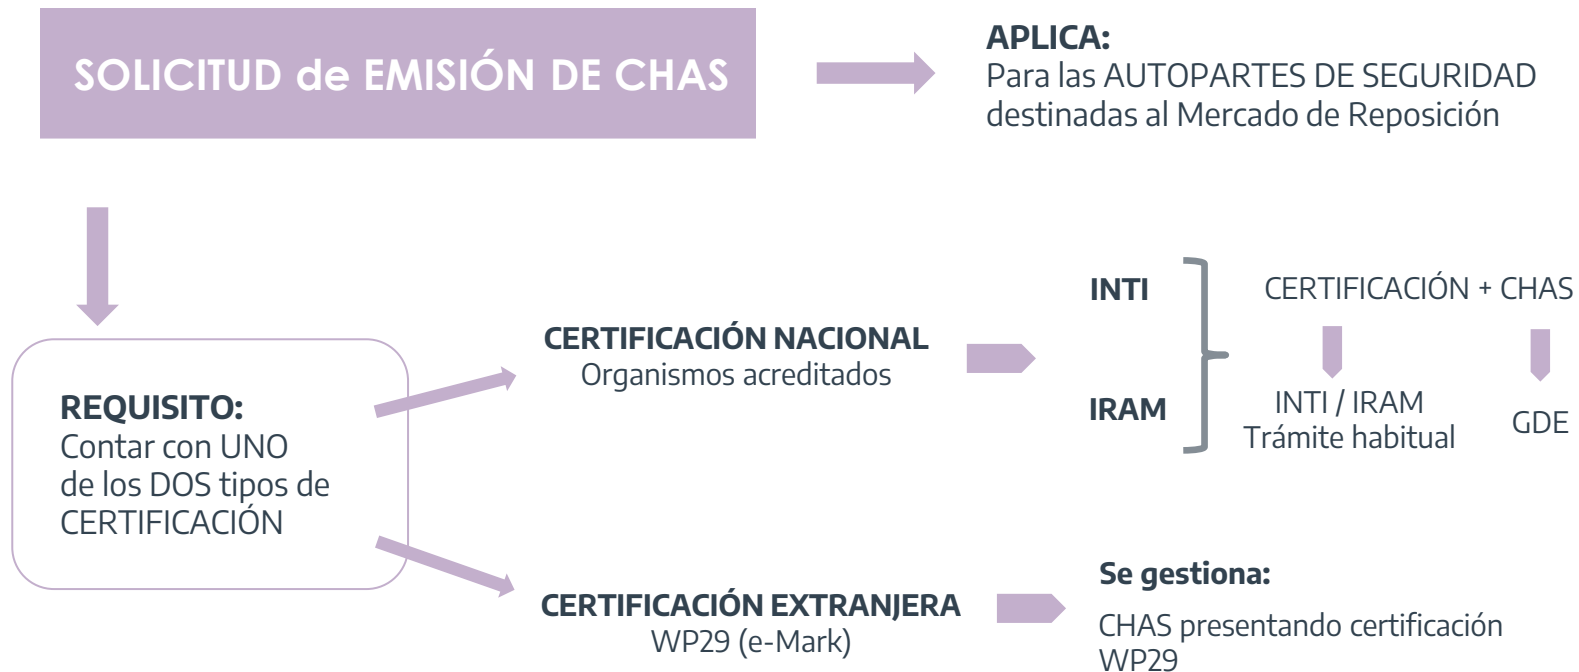 SOLICITUD de EMISIÓN DE CHAS
APLICA:
Para las AUTOPARTES DE SEGURIDAD
destinadas al Mercado de Reposición
REQUISITO:
Contar con UNO
de los DOS tipos de
CERTIFICACIÓN
CERTIFICACIÓN NACIONAL
Organismos acreditados
INTI
IRAM
CERTIFICACIÓN + CHAS
INTI / IRAM
Trámite habitual
GDE
CERTIFICACIÓN EXTRANJERA
WP29 (e-Mark)
Se gestiona:
CHAS presentando certificación
WP29